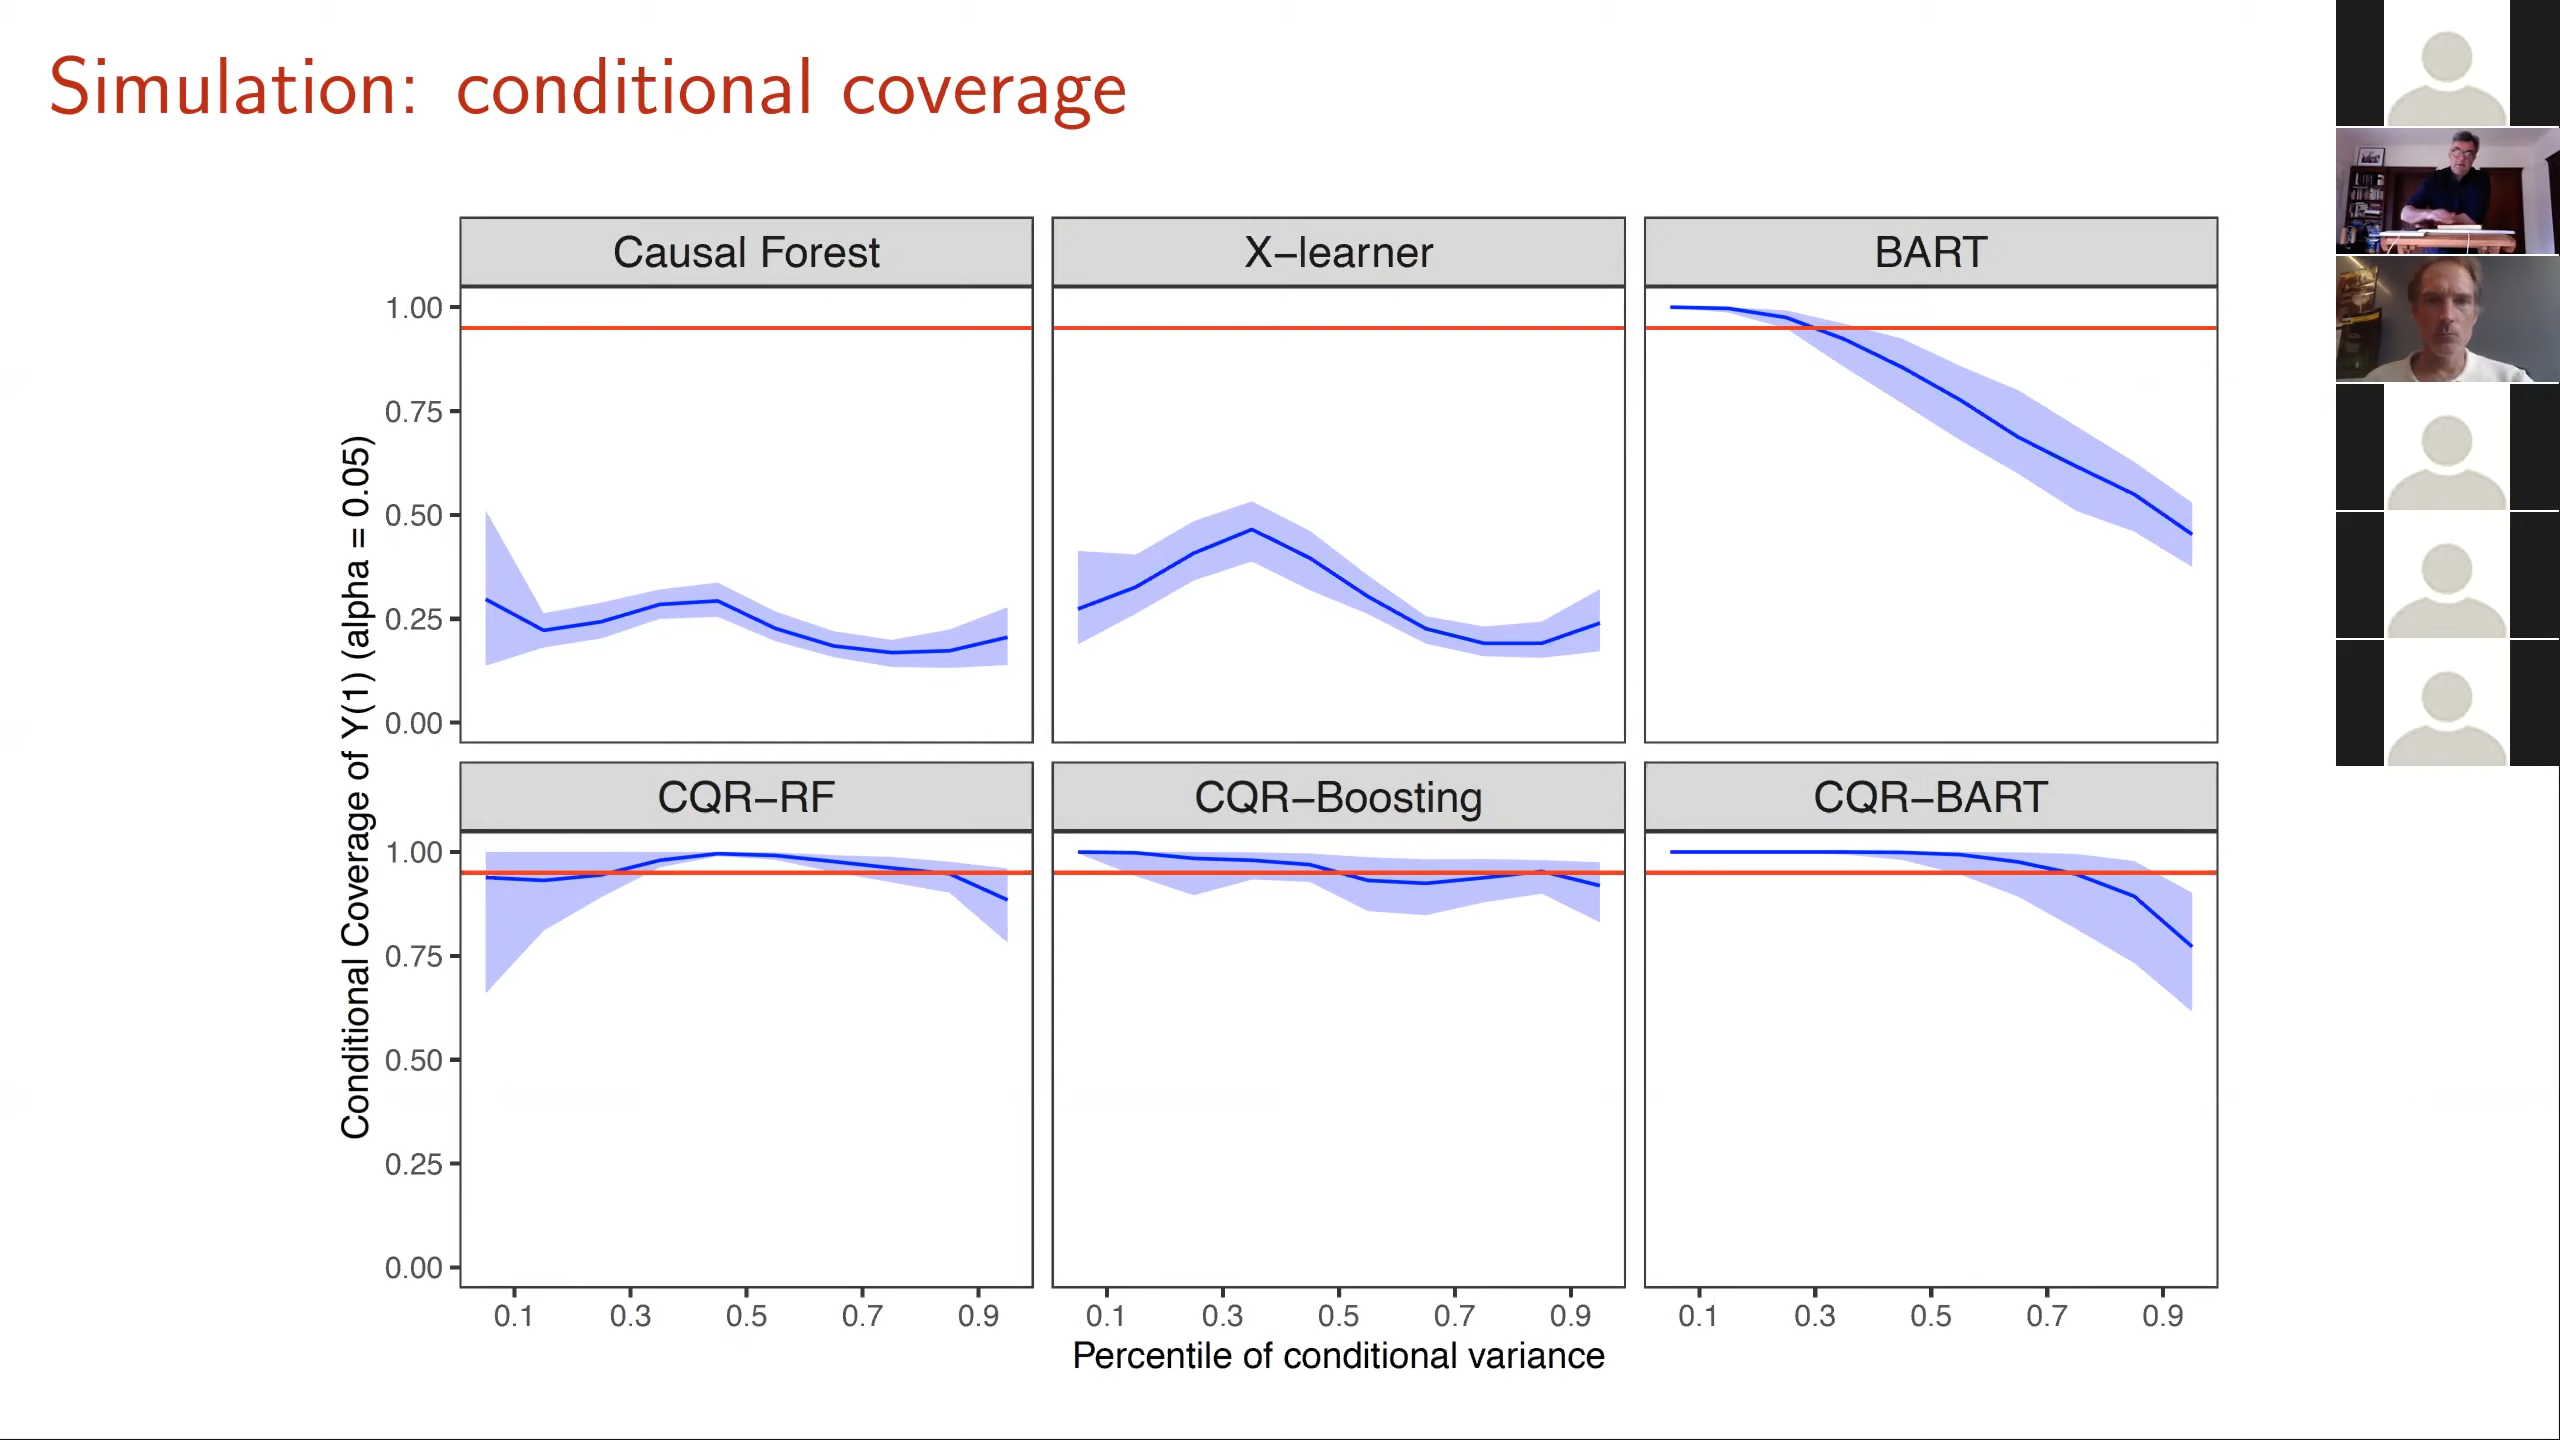 Simulation: conditional coverage
Causal Forest
X−learner
BART
1.00
0.75
0.50
0.25
0.00
Conditional Coverage of Y(1) (alpha = 0.05)
CQR−RF
CQR−Boosting
CQR−BART
1.00
0.75
0.50
0.25
0.00
0.1 0.3 0.5 0.7 0.9
0.1 0.3 0.5 0.7 0.9
0.1 0.3 0.5 0.7 0.9
Percentile of conditional variance